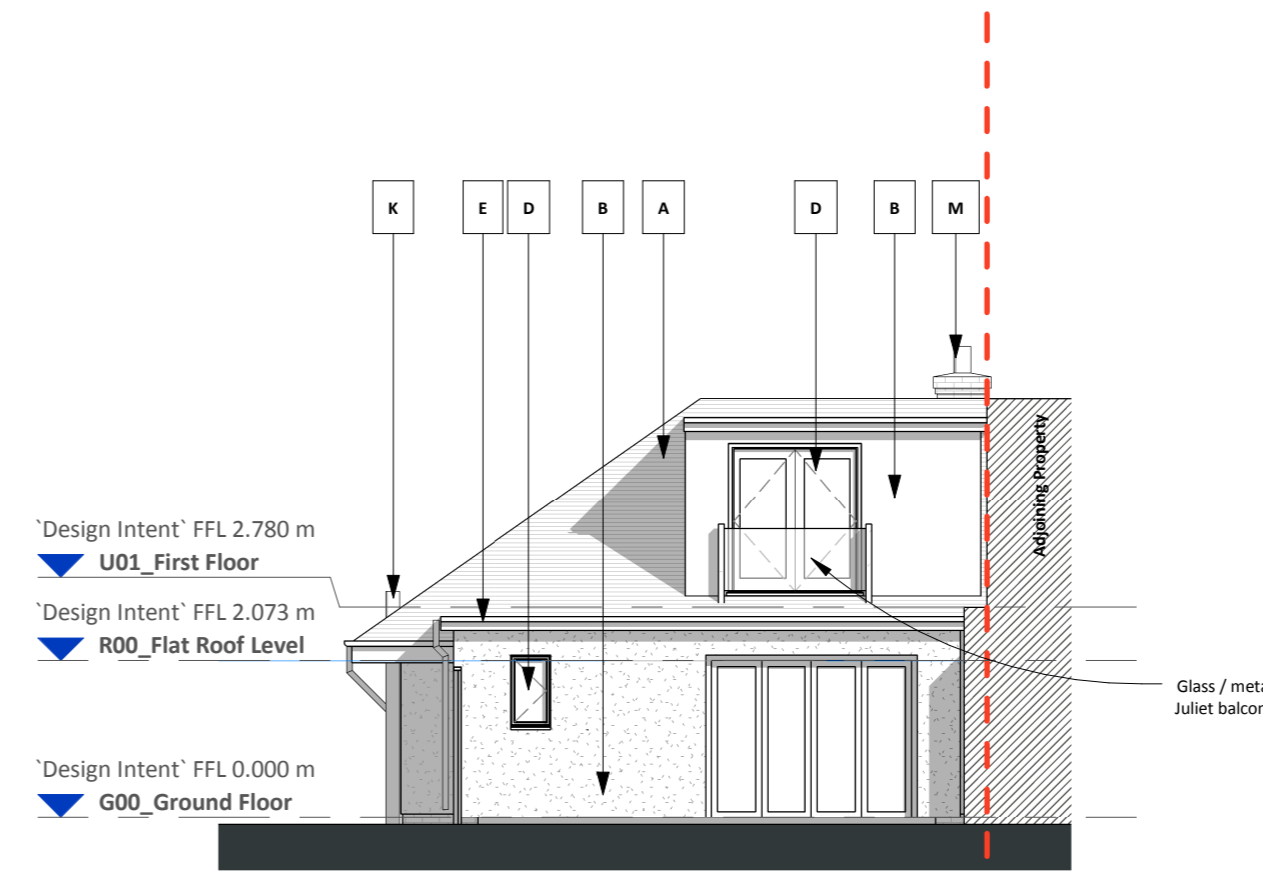 K E D B A D B M
Adjoining Property
`Design Intent` FFL 2.780 m
U01_First Floor
`Design Intent` FFL 2.073 m
R00_Flat Roof Level
Glass / meta
Juliet balcon
`Design Intent` FFL 0.000 m
G00_Ground Floor